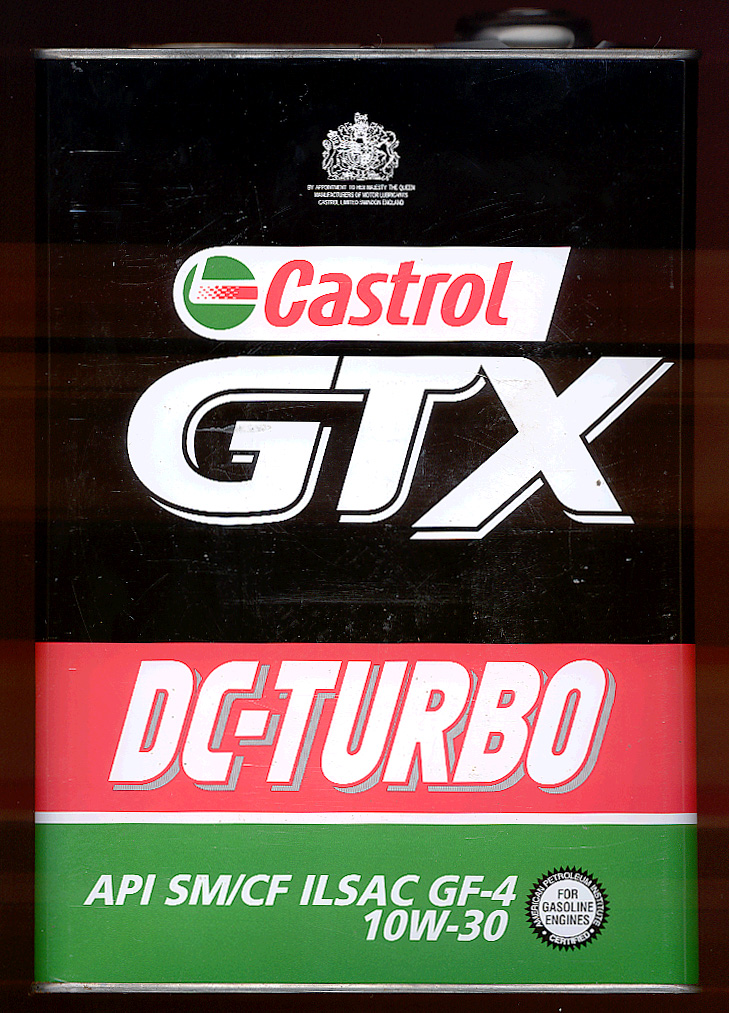 BY APPOINTMENT TO HER MAJESTY THE QUEEN
MANUFACTURERS OF MOTOR LUBRICANTS
CASTROL LIMITED SWINDON ENGLAND
Castrol
GTX
DC-TURBO
API SM/CF ILSAC GF-4
10W-30
AMERICAN PETROLEUM INSTITUTE
FOR
GASOLINE
ENGINES
CERTIFIED